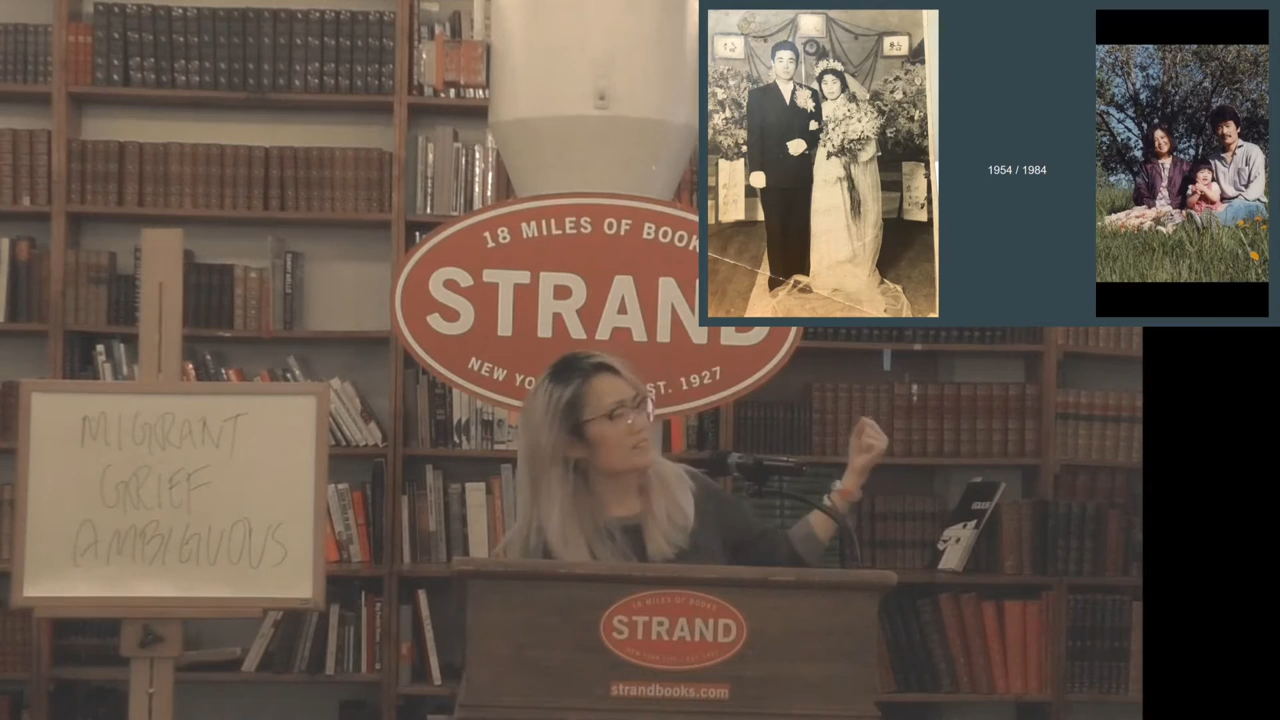 18 MILES OF BOOK
STRAND
NEW YO
ST. 1927
1954 / 1984
MIGRANT
GRIEF
AMBIGUOUS
18 MILES OF BOOKS
STRAND
strandbooks.com